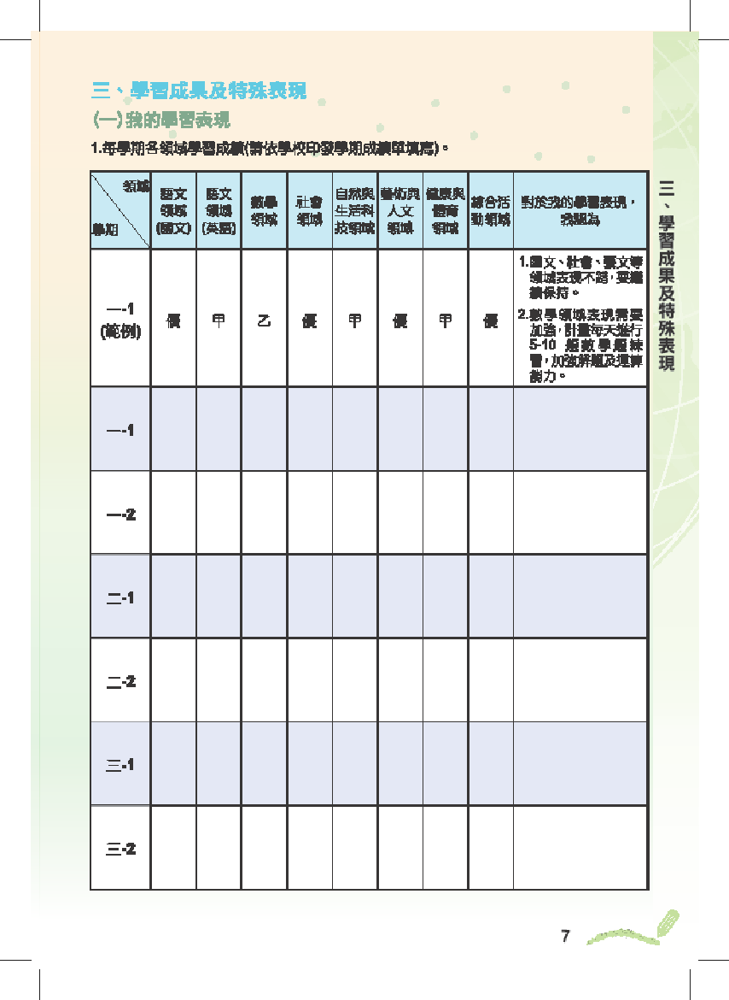 三、學習成果及特殊表現
(一)我的學習表現
1.每學期各領域學習成績(請依學校印發學期成績單填寫)。
領域
學期
語文
領域
(國文)
語文
領域
(英語)
數學
領域
社會
領域
自然與
生活科
技領域
藝術與
人文
領域
健康與
體育
領域
綜合活
動領域
對於我的學習表現，
我認為
一-1
(範例)
優
甲
乙
優
甲
優
甲
優
1.國文、社會、藝文等
領域表現不錯，要繼
續保持。
2.數學領域表現需要
加強，計畫每天進行
5-10 題數學題練
習，加強解題及運算
能力。
一-1
一-2
二-1
二-2
三-1
三-2
三、學習成果及特殊表現
7